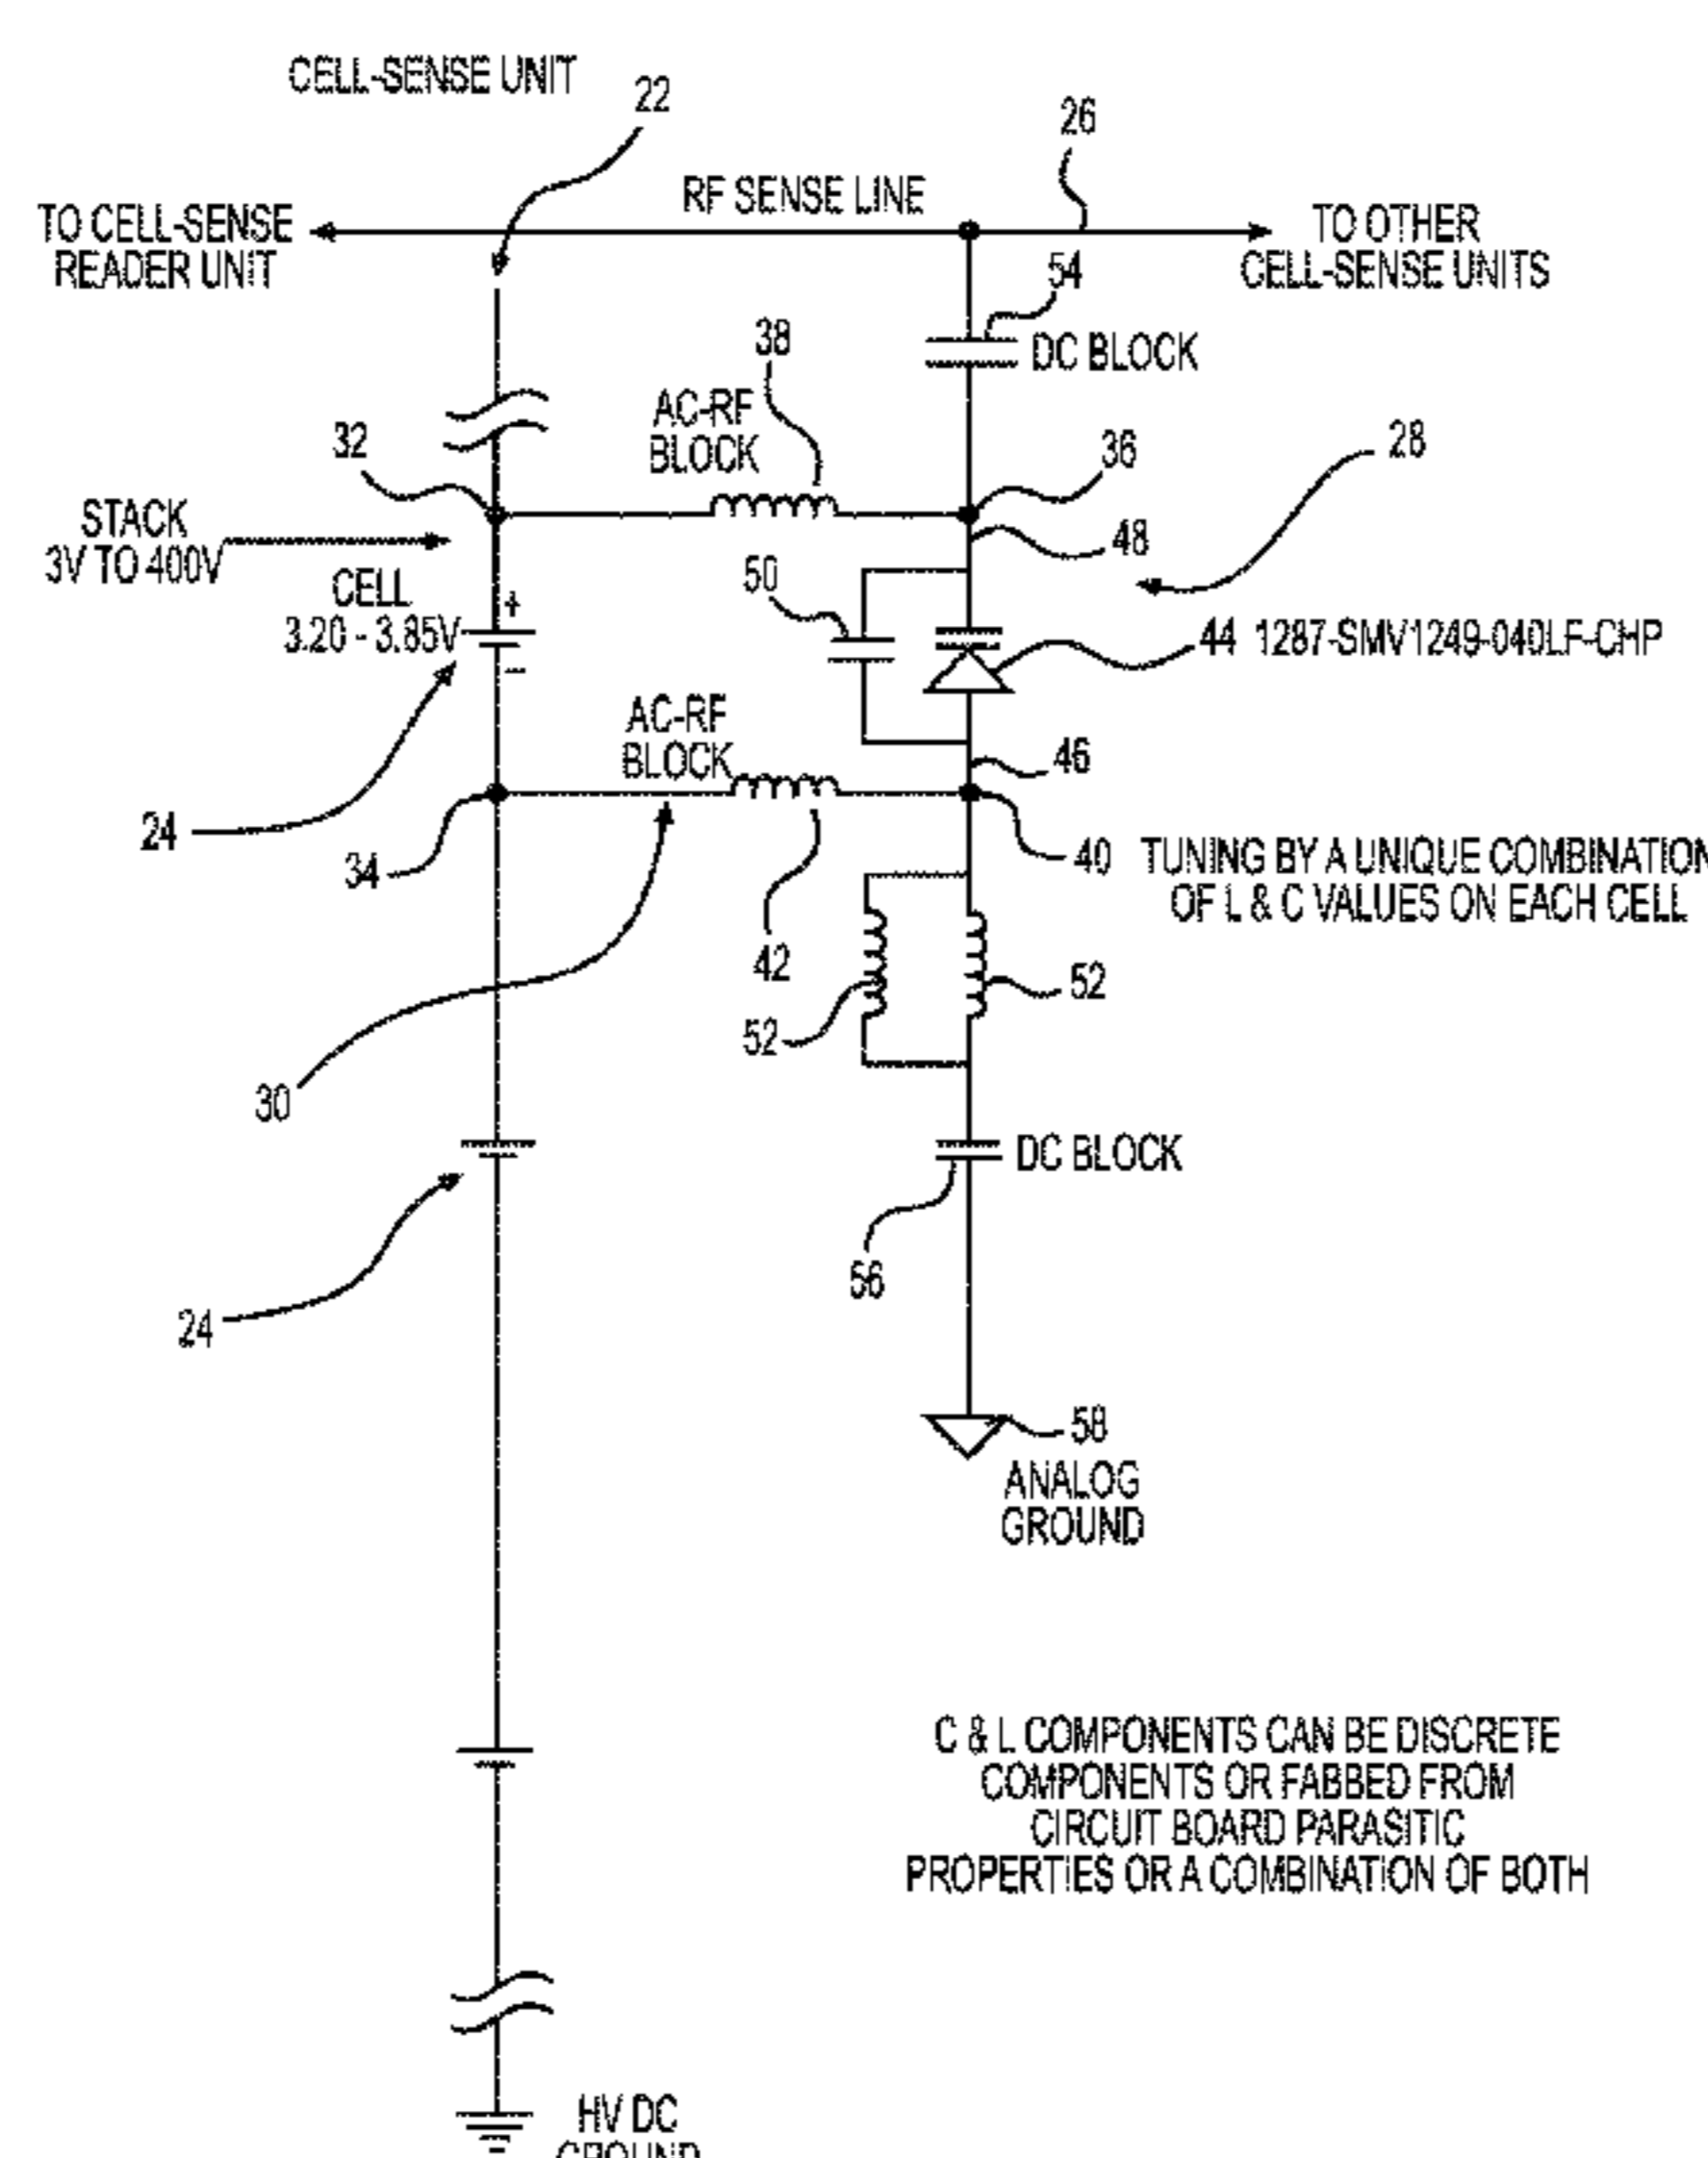 CELL-SENSE UNIT
22
26
RF SENSE LINE
TO CELL-SENSE
READER UNIT
TO OTHER
CELL-SENSE UNITS
54
DC BLOCK
38
AC-RF
BLOCK
32
36
28
STACK
3V TO 400V
48
50
CELL
3.20 - 3.85V
+
-
44 1287-SMV1249-040LF-CHP
AC-RF
BLOCK
46
24
34
40
TUNING BY A UNIQUE COMBINATION
OF L & C VALUES ON EACH CELL
42
52
52
30
DC BLOCK
56
24
58
ANALOG
GROUND
C & L COMPONENTS CAN BE DISCRETE
COMPONENTS OR FABBED FROM
CIRCUIT BOARD PARASITIC
PROPERTIES OR A COMBINATION OF BOTH
HV DC
GROUND